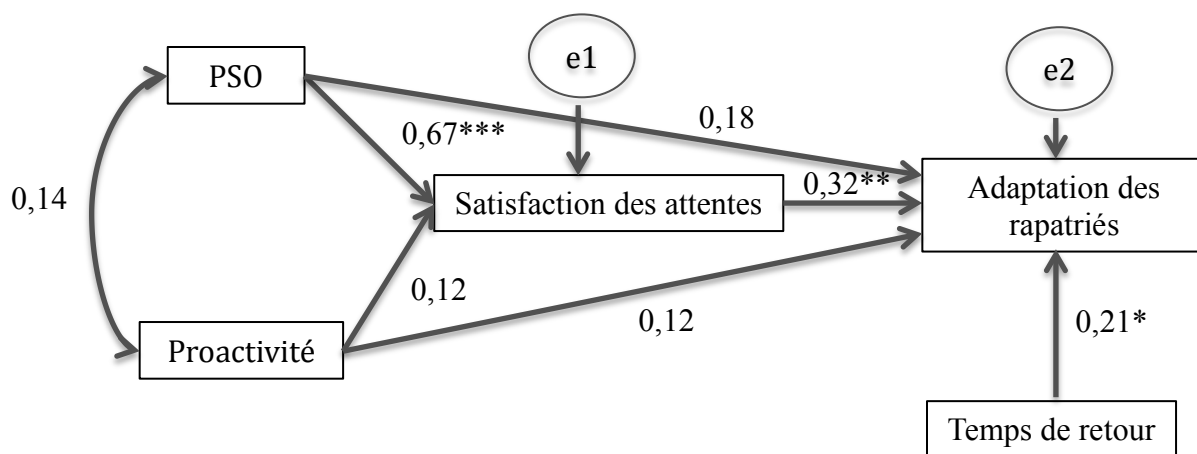 PSO
e1
e2
0,67***
0,18
0,14
Satisfaction des attentes
0,32**
Adaptation des
rapatriés
0,12
0,12
Proactivité
0,21*
Temps de retour